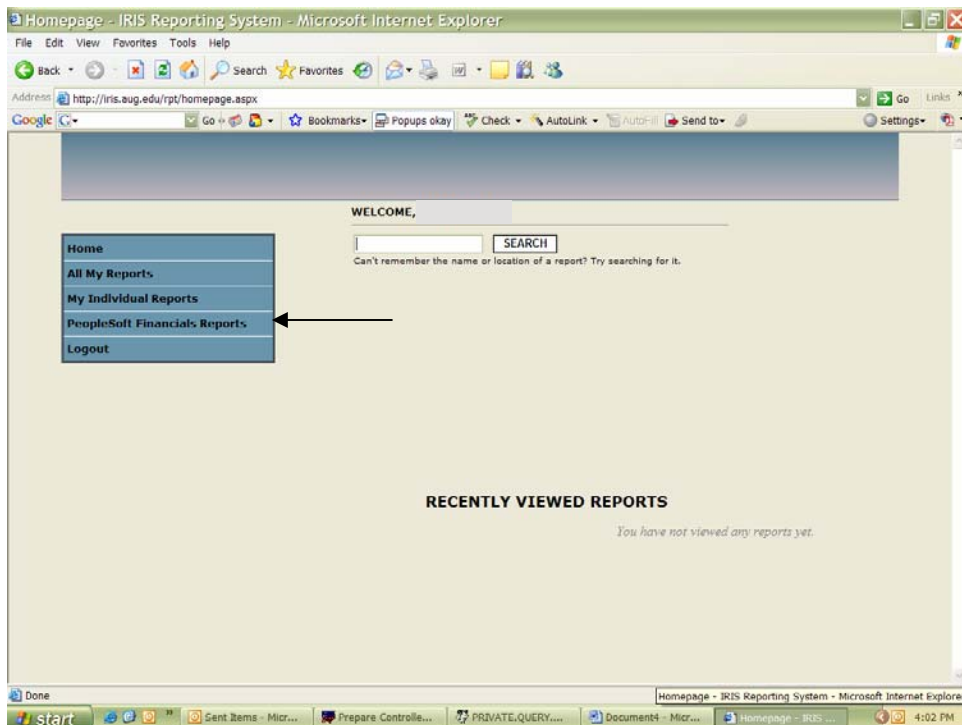 Homepage - IRIS Reporting System - Microsoft Internet Explorer
File Edit View Favorites Tools Help
Back Search Favorites
Address http://iris.aug.edu/rpt/homepage.aspx Go Links
Google G Go Bookmarks Popups okay Check AutoLink AutoFill Send to Settings
WELCOME,
SEARCH
Can't remember the name or location of a report? Try searching for it.
Home
All My Reports
My Individual Reports
PeopleSoft Financials Reports
Logout
RECENTLY VIEWED REPORTS
You have not viewed any reports yet.
Done
Homepage - IRIS Reporting System - Microsoft Internet Explore
start Sent Items - Micr... Prepare Controlle... PRIVATE.QUERY.... Document4 - Micr... Homepage - IRIS ... 4:02 PM